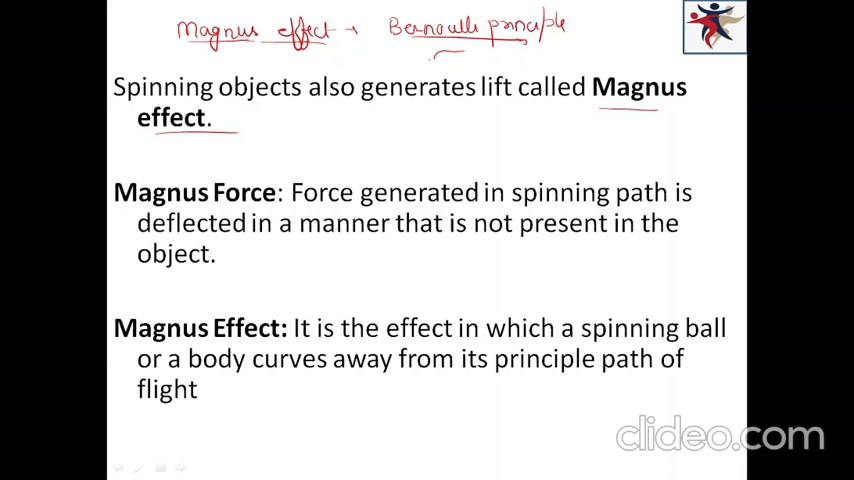 Magnus effect → Bernoulli principle
Spinning objects also generates lift called Magnus
effect.
Magnus Force: Force generated in spinning path is
deflected in a manner that is not present in the
object.
Magnus Effect: It is the effect in which a spinning ball
or a body curves away from its principle path of
flight
clideo.com